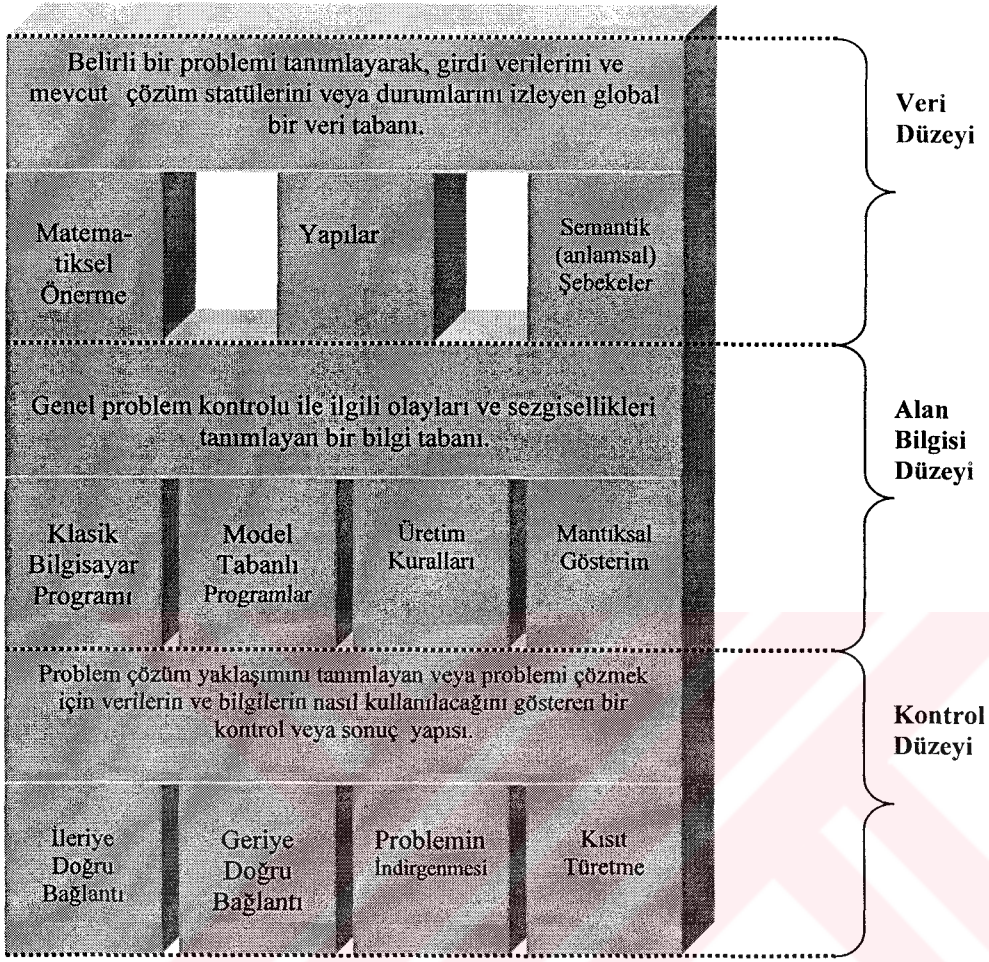 Belirli bir problemi tanımlayarak, girdi verilerini ve
mevcut çözüm statülerini veya durumlarını izleyen global
bir veri tabanı.
Veri
Düzeyi
Matema-
tiksel
Önerme
Yapılar
Semantik
(anlamsal)
Şebekeler
Genel problem kontrolu ile ilgili olayları ve sezgisellikleri
tanımlayan bir bilgi tabanı.
Alan
Bilgisi
Düzeyi
Klasik
Bilgisayar
Programı
Model
Tabanlı
Programlar
Üretim
Kuralları
Mantıksal
Gösterim
Problem çözüm yaklaşımını tanımlayan veya problemi çözmek
için verilerin ve bilgilerin nasıl kullanılacağını gösteren bir
kontrol veya sonuç yapısı.
Kontrol
Düzeyi
İleriye
Doğru
Bağlantı
Geriye
Doğru
Bağlantı
Problemin
İndirgenmesi
Kısıt
Türetme